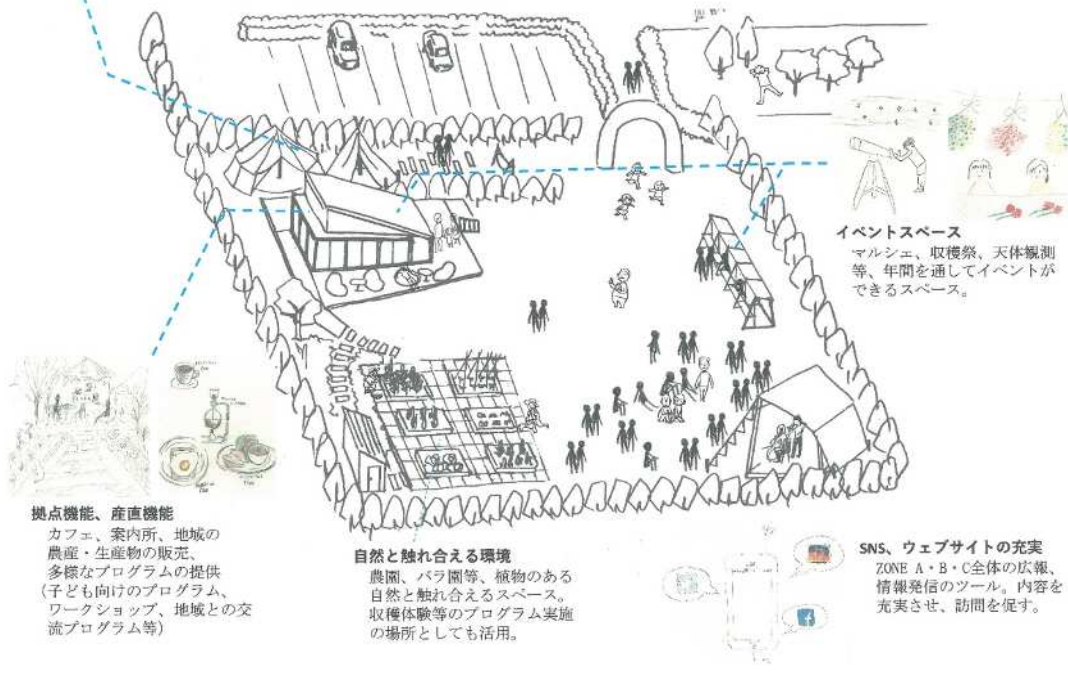 イベントスペース
マルシェ、収穫祭、天体観測
等、年間を通してイベントが
できるスペース。
拠点機能、産直機能
カフェ、案内所、地域の
農産・生産物の販売、
多様なプログラムの提供
(子ども向けのプログラム、
ワークショップ、地域との交
流プログラム等)
自然と触れ合える環境
農園、バラ園等、植物のある
自然と触れ合えるスペース。
収穫体験等のプログラム実施
の場所としても活用。
SNS、ウェブサイトの充実
ZONE A・B・C全体の広報、
情報発信のツール。内容を
充実させ、訪問を促す。